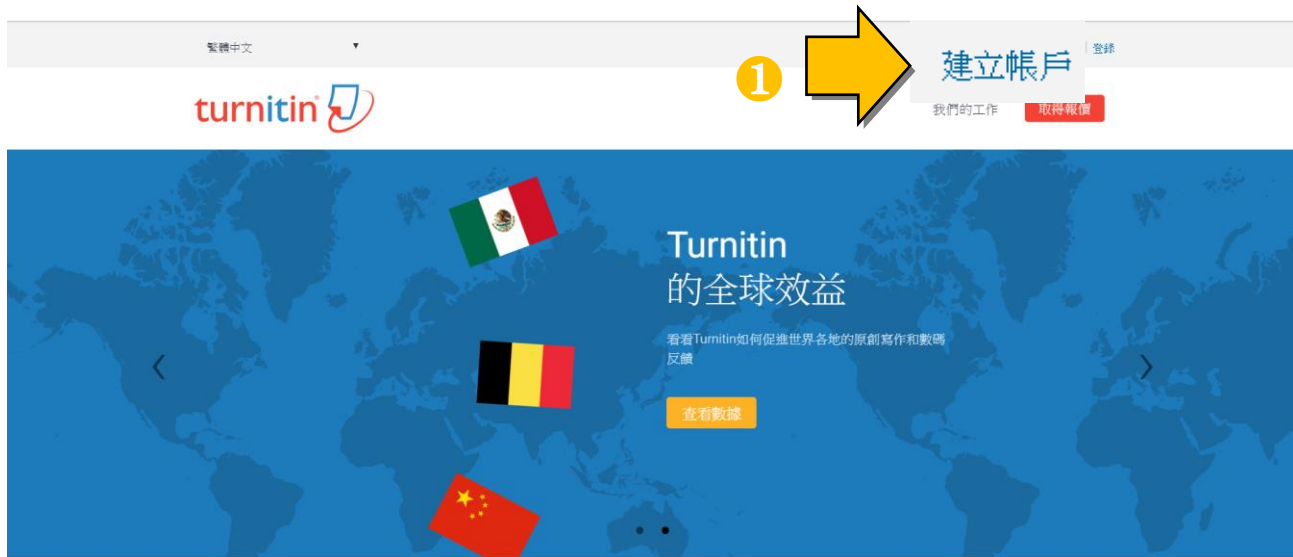 繁體中文 ▼
❶
建立帳戶
登錄
turnitin
我們的工作
取得報價
Turnitin
的全球效益
看看Turnitin如何促進世界各地的原創寫作和數碼
反饋
查看數據